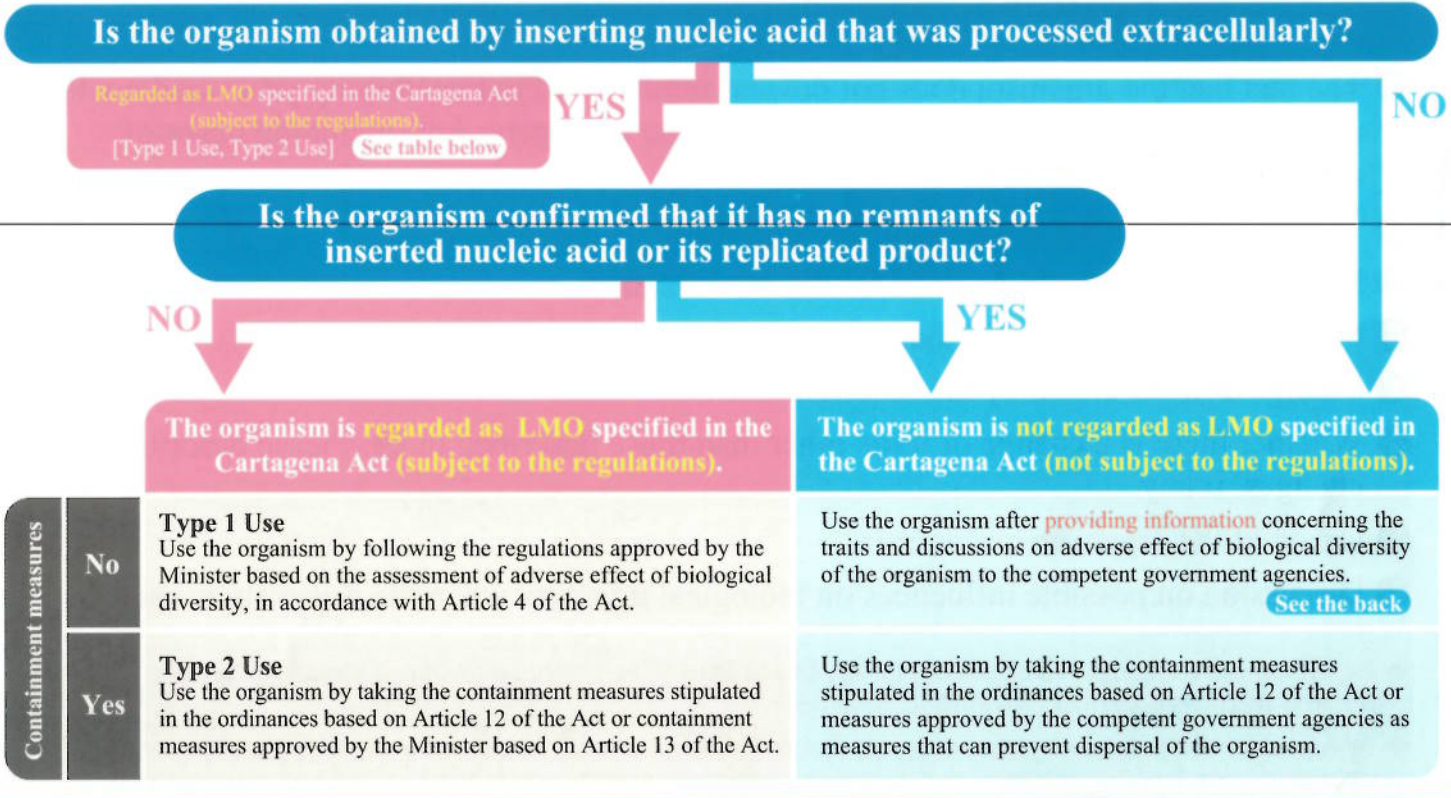 Is the organism obtained by inserting nucleic acid that was processed extracellularly?
Regarded as LMO specified in the Cartagena Act
(subject to the regulations).
[Type 1 Use, Type 2 Use] See table below
YES
NO
Is the organism confirmed that it has no remnants of
inserted nucleic acid or its replicated product?
NO
YES
The organism is regarded as LMO specified in the
Cartagena Act (subject to the regulations).
The organism is not regarded as LMO specified in
the Cartagena Act (not subject to the regulations).
Containment measures
No
Type 1 Use
Use the organism by following the regulations approved by the
Minister based on the assessment of adverse effect of biological
diversity, in accordance with Article 4 of the Act.
Use the organism after providing information concerning the
traits and discussions on adverse effect of biological diversity
of the organism to the competent government agencies.
See the back
Yes
Type 2 Use
Use the organism by taking the containment measures stipulated
in the ordinances based on Article 12 of the Act or containment
measures approved by the Minister based on Article 13 of the Act.
Use the organism by taking the containment measures
stipulated in the ordinances based on Article 12 of the Act or
measures approved by the competent government agencies as
measures that can prevent dispersal of the organism.